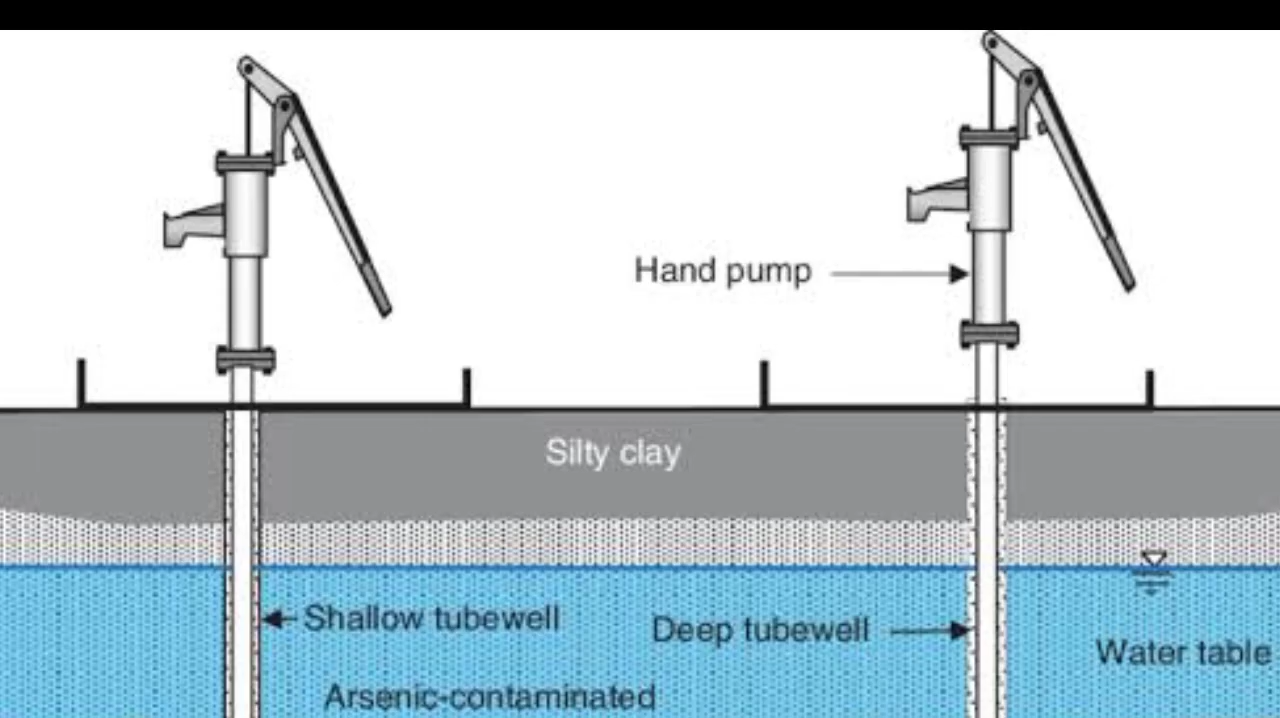 Hand pump
Silty clay
Shallow tubewell
Deep tubewell
Water table
Arsenic-contaminated